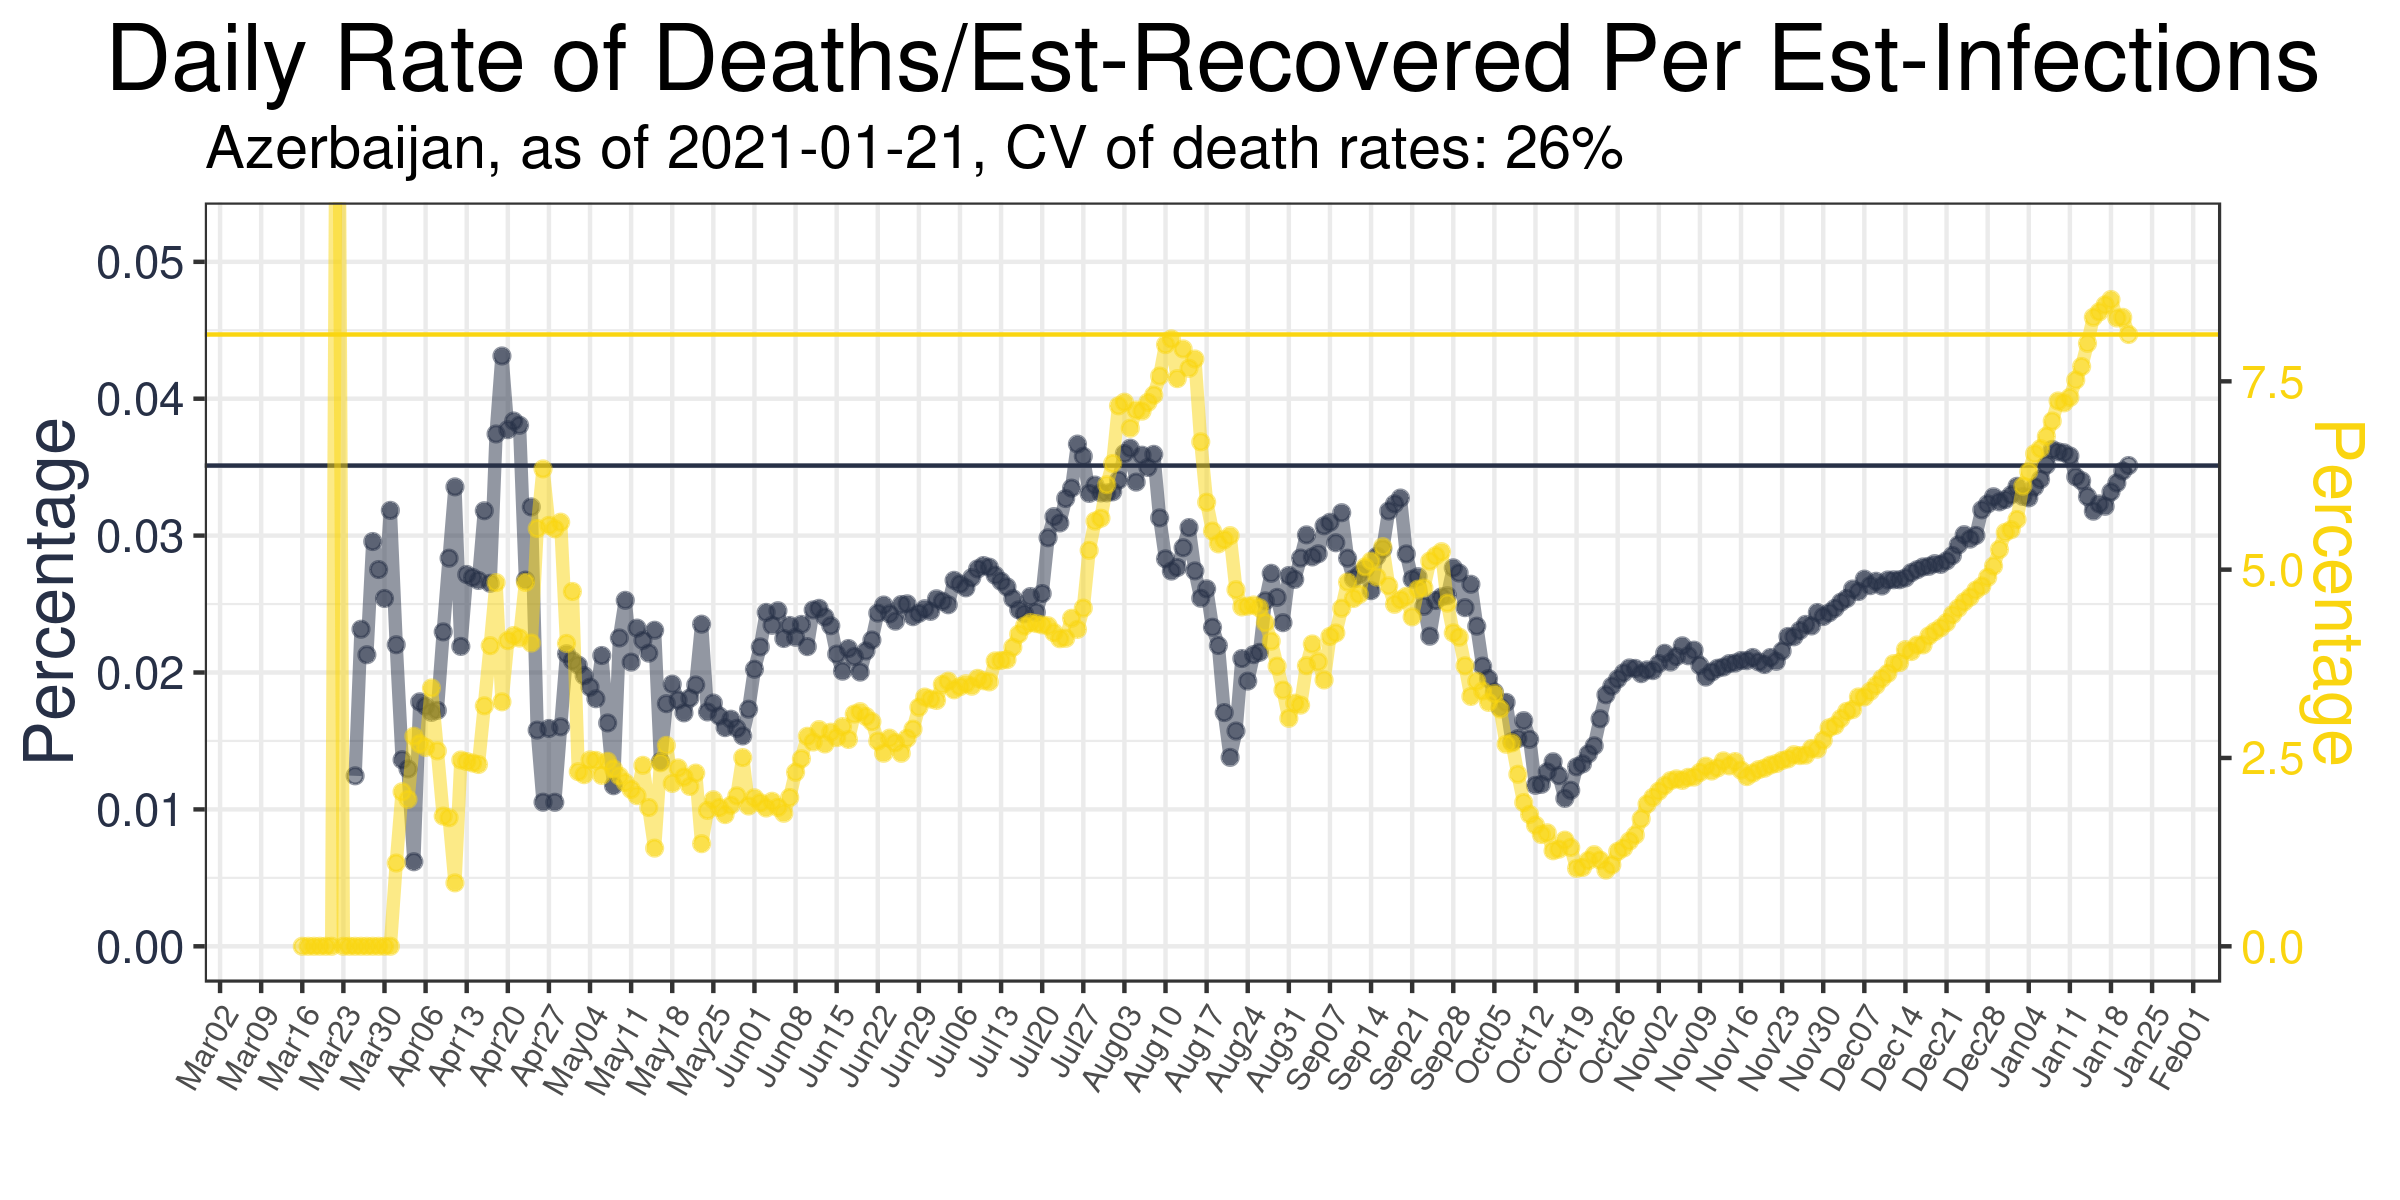 Daily Rate of Deaths/Est-Recovered Per Est-Infections
Azerbaijan, as of 2021-01-21, CV of death rates: 26%
Percentage
0.05
0.04
0.03
0.02
0.01
0.00
7.5
5.0
2.5
0.0
Percentage
Mar02
Mar09
Mar16
Mar23
Mar30
Apr06
Apr13
Apr20
Apr27
May04
May11
May18
May25
Jun01
Jun08
Jun15
Jun22
Jun29
Jul06
Jul13
Jul20
Jul27
Aug03
Aug10
Aug17
Aug24
Aug31
Sep07
Sep14
Sep21
Sep28
Oct05
Oct12
Oct19
Oct26
Nov02
Nov09
Nov16
Nov23
Nov30
Dec07
Dec14
Dec21
Dec28
Jan04
Jan11
Jan18
Jan25
Feb01